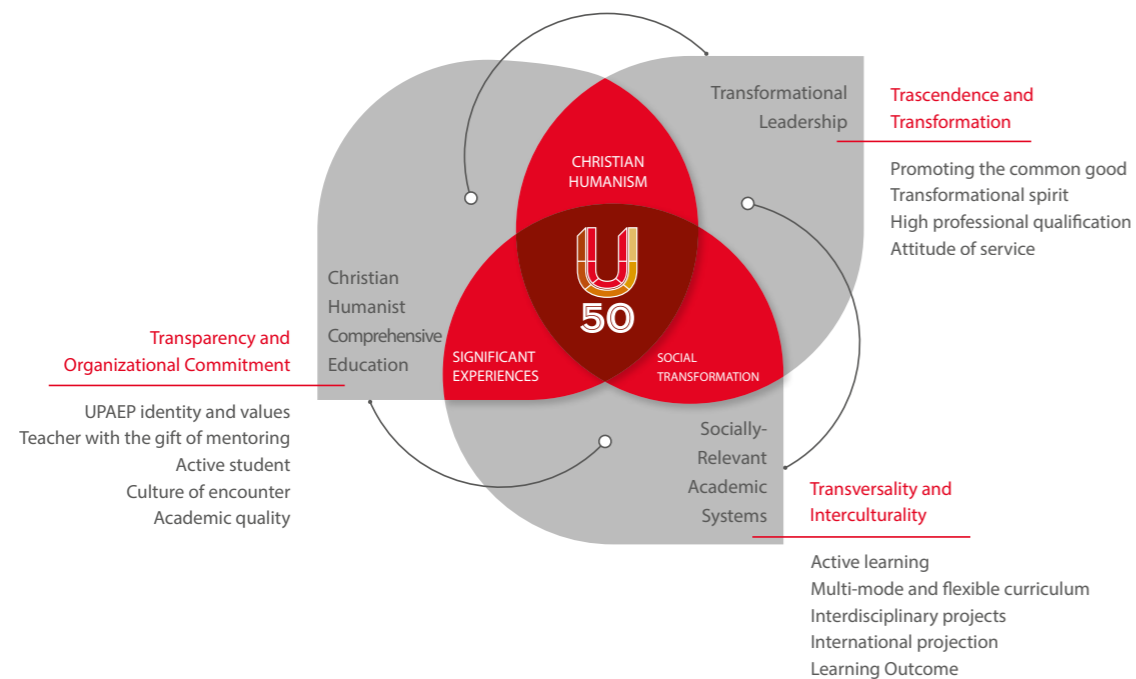 Transformational
Leadership
Trascendence and
Transformation
Promoting the common good
Transformational spirit
High professional qualification
Attitude of service
CHRISTIAN
HUMANISM
U
50
Christian
Humanist
Comprehensive
Education
SIGNIFICANT
EXPERIENCES
SOCIAL
TRANSFORMATION
Transparency and
Organizational Commitment
UPAEP identity and values
Teacher with the gift of mentoring
Active student
Culture of encounter
Academic quality
Socially-
Relevant
Academic
Systems
Transversality and
Interculturality
Active learning
Multi-mode and flexible curriculum
Interdisciplinary projects
International projection
Learning Outcome